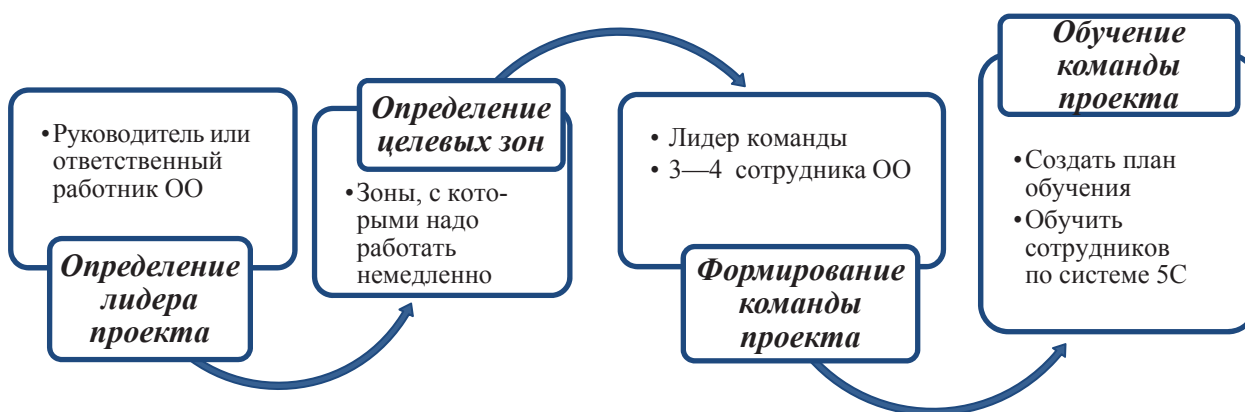 •Руководитель или
ответственный
работник ОО
Определение
лидера
проекта
Определение
целевых зон
•Зоны, с кото-
рыми надо
работать
немедленно
• Лидер команды
• 3—4 сотрудника ОО
Формирование
команды
проекта
Обучение
команды
проекта
•Создать план
обучения
•Обучить
сотрудников
по системе 5С